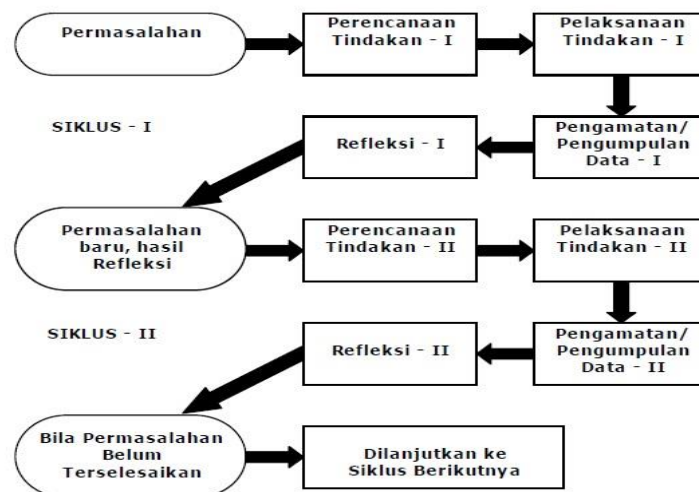 Permasalahan
Perencanaan
Tindakan - I
Pelaksanaan
Tindakan - I
SIKLUS - I
Refleksi - I
Pengamatan/
Pengumpulan
Data - I
Permasalahan
baru, hasil
Refleksi
Perencanaan
Tindakan - II
Pelaksanaan
Tindakan - II
SIKLUS - II
Refleksi - II
Pengamatan/
Pengumpulan
Data - II
Bila Permasalahan
Belum
Terselesaikan
Dilanjutkan ke
Siklus Berikutnya